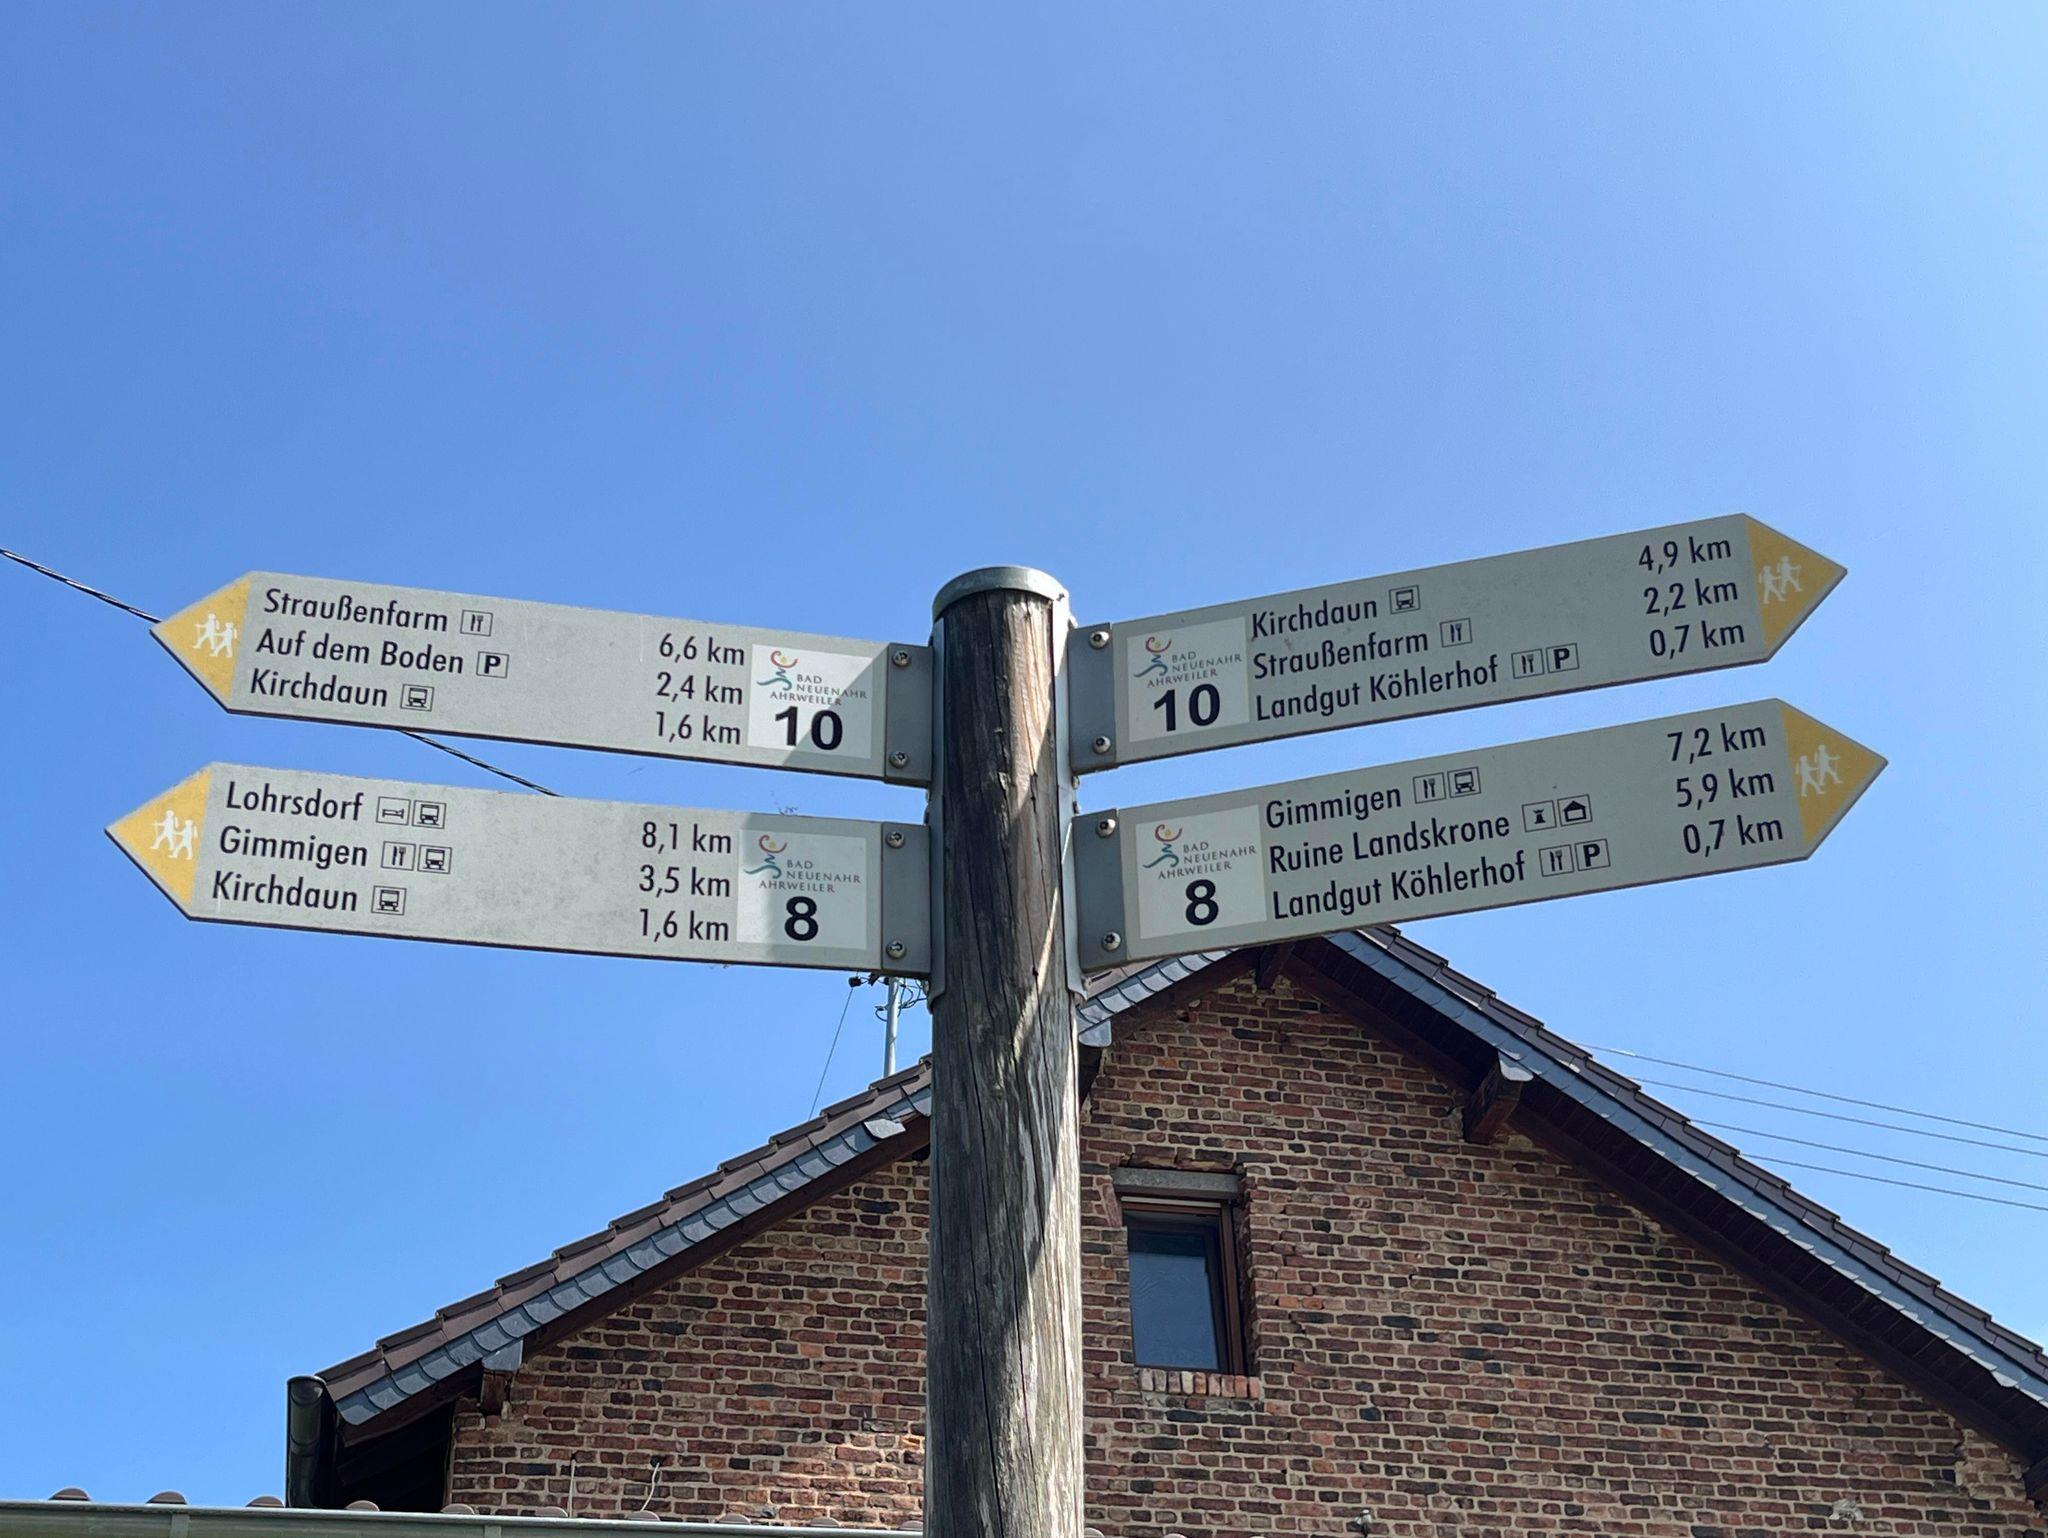 Straußenfarm 6,6 km
Auf dem Boden P 2,4 km
Kirchdaun 1,6 km
BAD
NEUENAHR
AHRWEILER
10
Lohrsdorf 8,1 km
Gimmigen 3,5 km
Kirchdaun 1,6 km
BAD
NEUENAHR
AHRWEILER
8
BAD
NEUENAHR
AHRWEILER
10
Kirchdaun 4,9 km
Straußenfarm 2,2 km
Landgut Köhlerhof P 0,7 km
BAD
NEUENAHR
AHRWEILER
8
Gimmigen 7,2 km
Ruine Landskrone 5,9 km
Landgut Köhlerhof P 0,7 km